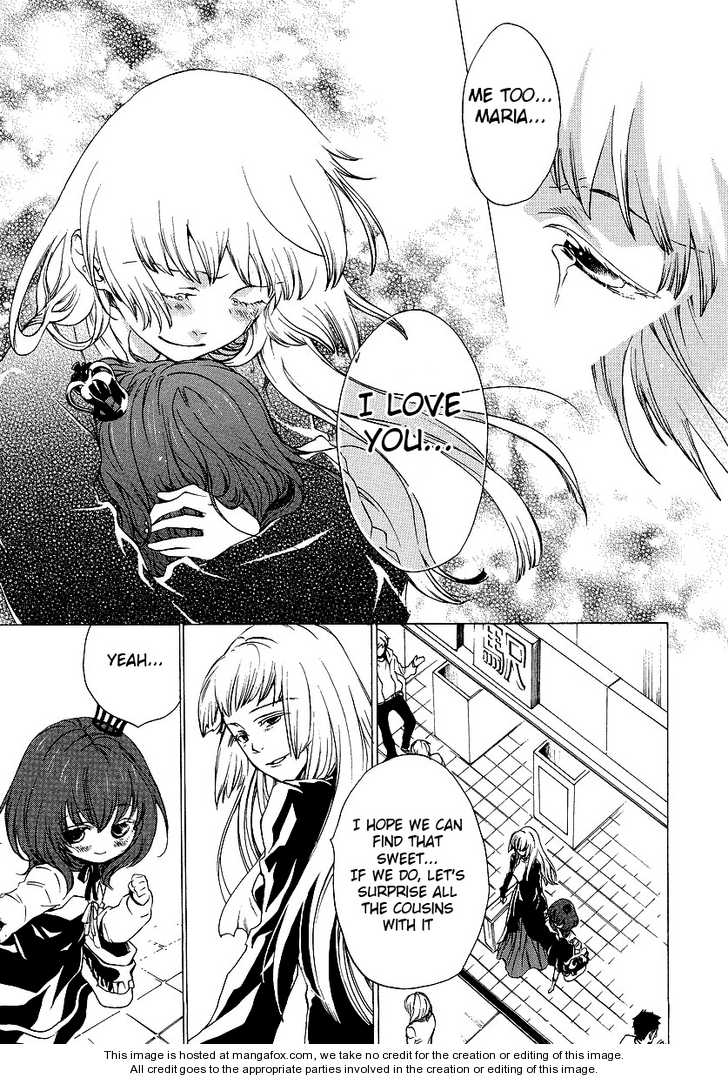 ME TOO...
MARIA...
I LOVE
YOU...
駅
I HOPE WE CAN
FIND THAT
SWEET...
IF WE DO, LET'S
SURPRISE ALL
THE COUSINS
WITH IT
YEAH...
This image is hosted at mangafox.com, we take no credit for the creation or editing of this image.
All credit goes to the appropriate parties involved in the creation or editing of this image.